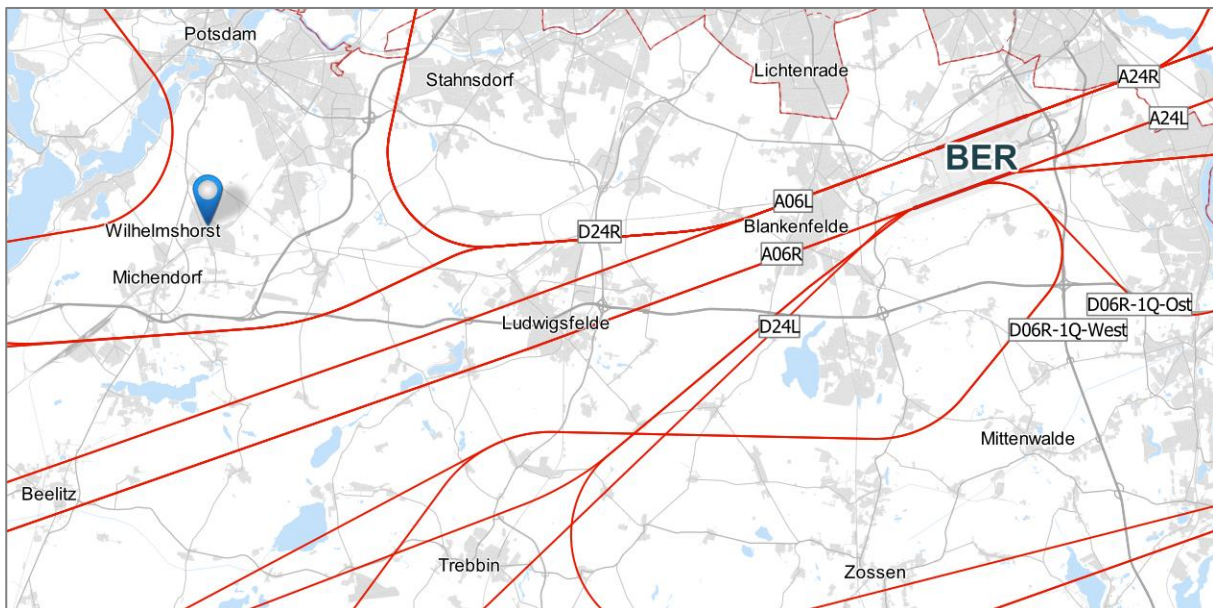 Potsdam
Stahnsdorf
Lichtenrade
A24R
A24L
BER
A06L
Wilhelmshorst
D24R
Blankenfelde
A06R
Michendorf
D06R-1Q-Ost
Ludwigsfelde
D24L
D06R-1Q-West
Mittenwalde
Beelitz
Trebbin
Zossen